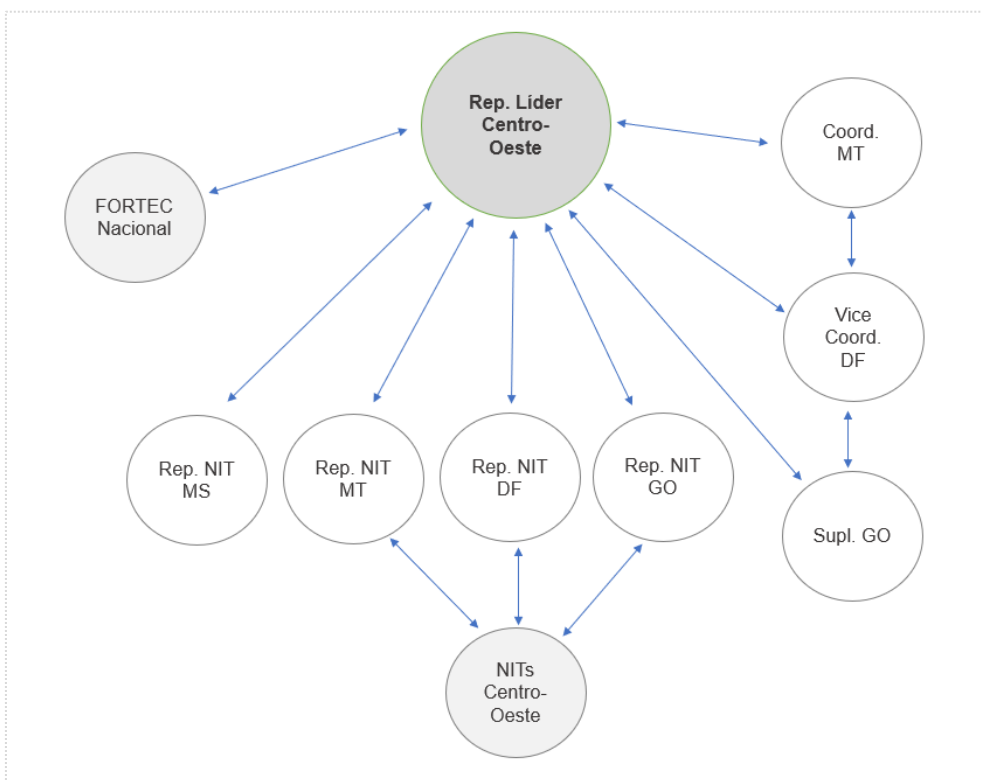 Rep. Líder
Centro-
Oeste
Coord.
MT
FORTEC
Nacional
Vice
Coord.
DF
Rep. NIT
MS
Rep. NIT
MT
Rep. NIT
DF
Rep. NIT
GO
Supl. GO
NITs
Centro-
Oeste